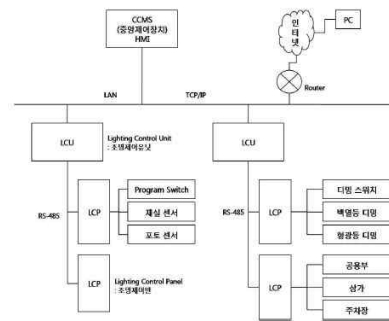 CCMS
(중앙제어장치)
HMI
인터넷
PC
Router
LAN
TCP/IP
LCU
Lighting Control Unit
: 조명제어유닛
LCU
RS-485
LCP
Program Switch
재실 센서
포토 센서
LCP
Lighting Control Panel
: 조명제어반
RS-485
LCP
디밍 스위치
백열등 디밍
형광등 디밍
LCP
공용부
상가
주차장